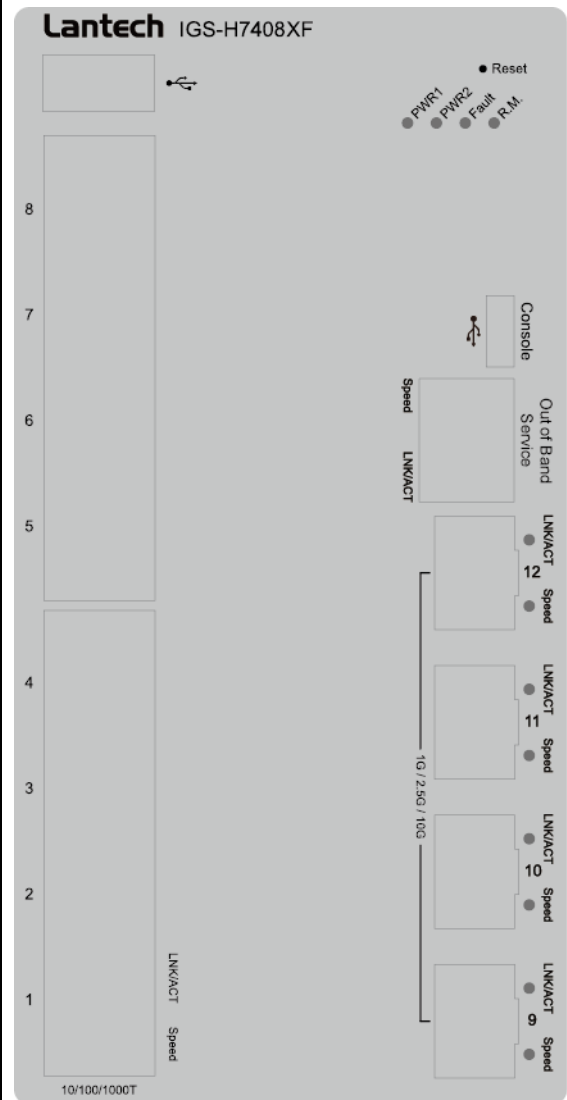 Lantech IGS-H7408XF
Reset
PWR1
PWR2
Fault
R.M.
8
7
6
5
4
3
2
1
LNK/ACT
Speed
10/100/1000T
Console
Speed
LNK/ACT
Out of Band
Service
LNK/ACT
12
Speed
LNK/ACT
11
Speed
1G / 2.5G / 10G
LNK/ACT
10
Speed
LNK/ACT
9
Speed